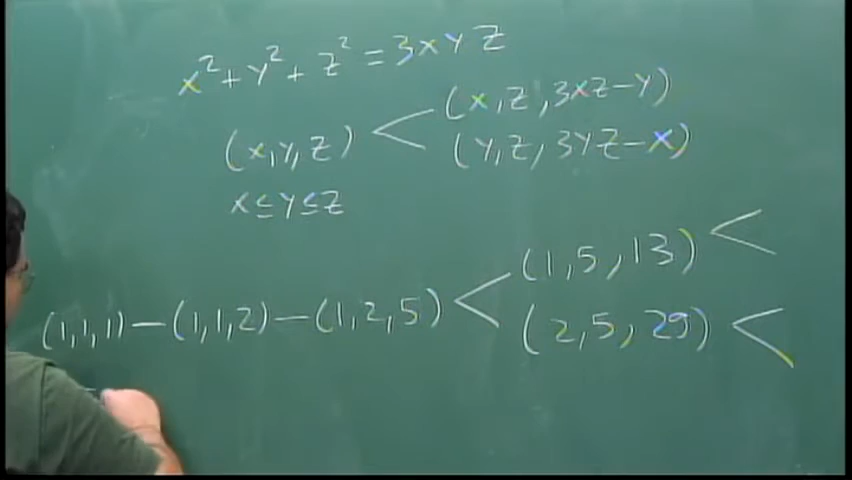 x² + y² + z² = 3xyz
(x, z, 3xz-y)
(x,y,z) <
(y, z, 3yz-x)
x ≤ y ≤ z
(1,5,13) <
(1,1,1) — (1,1,2) — (1,2,5) <
(2,5,29) <